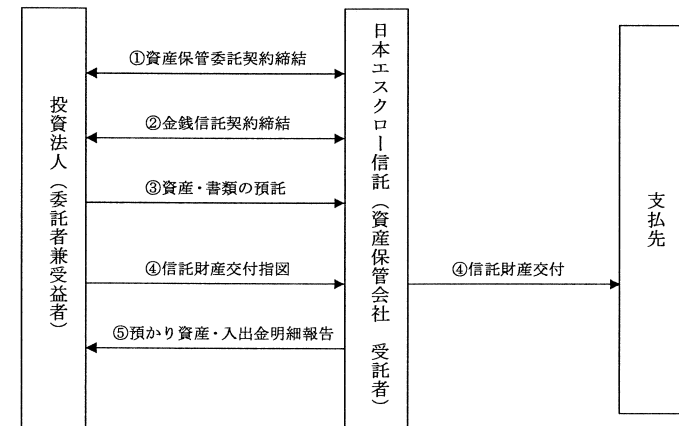 投資法人(委託者兼受益者)
①資産保管委託契約締結
②金銭信託契約締結
③資産・書類の預託
④信託財産交付指図
⑤預かり資産・入出金明細報告
日本エスクロー信託(資産保管会社 受託者)
④信託財産交付
支払先